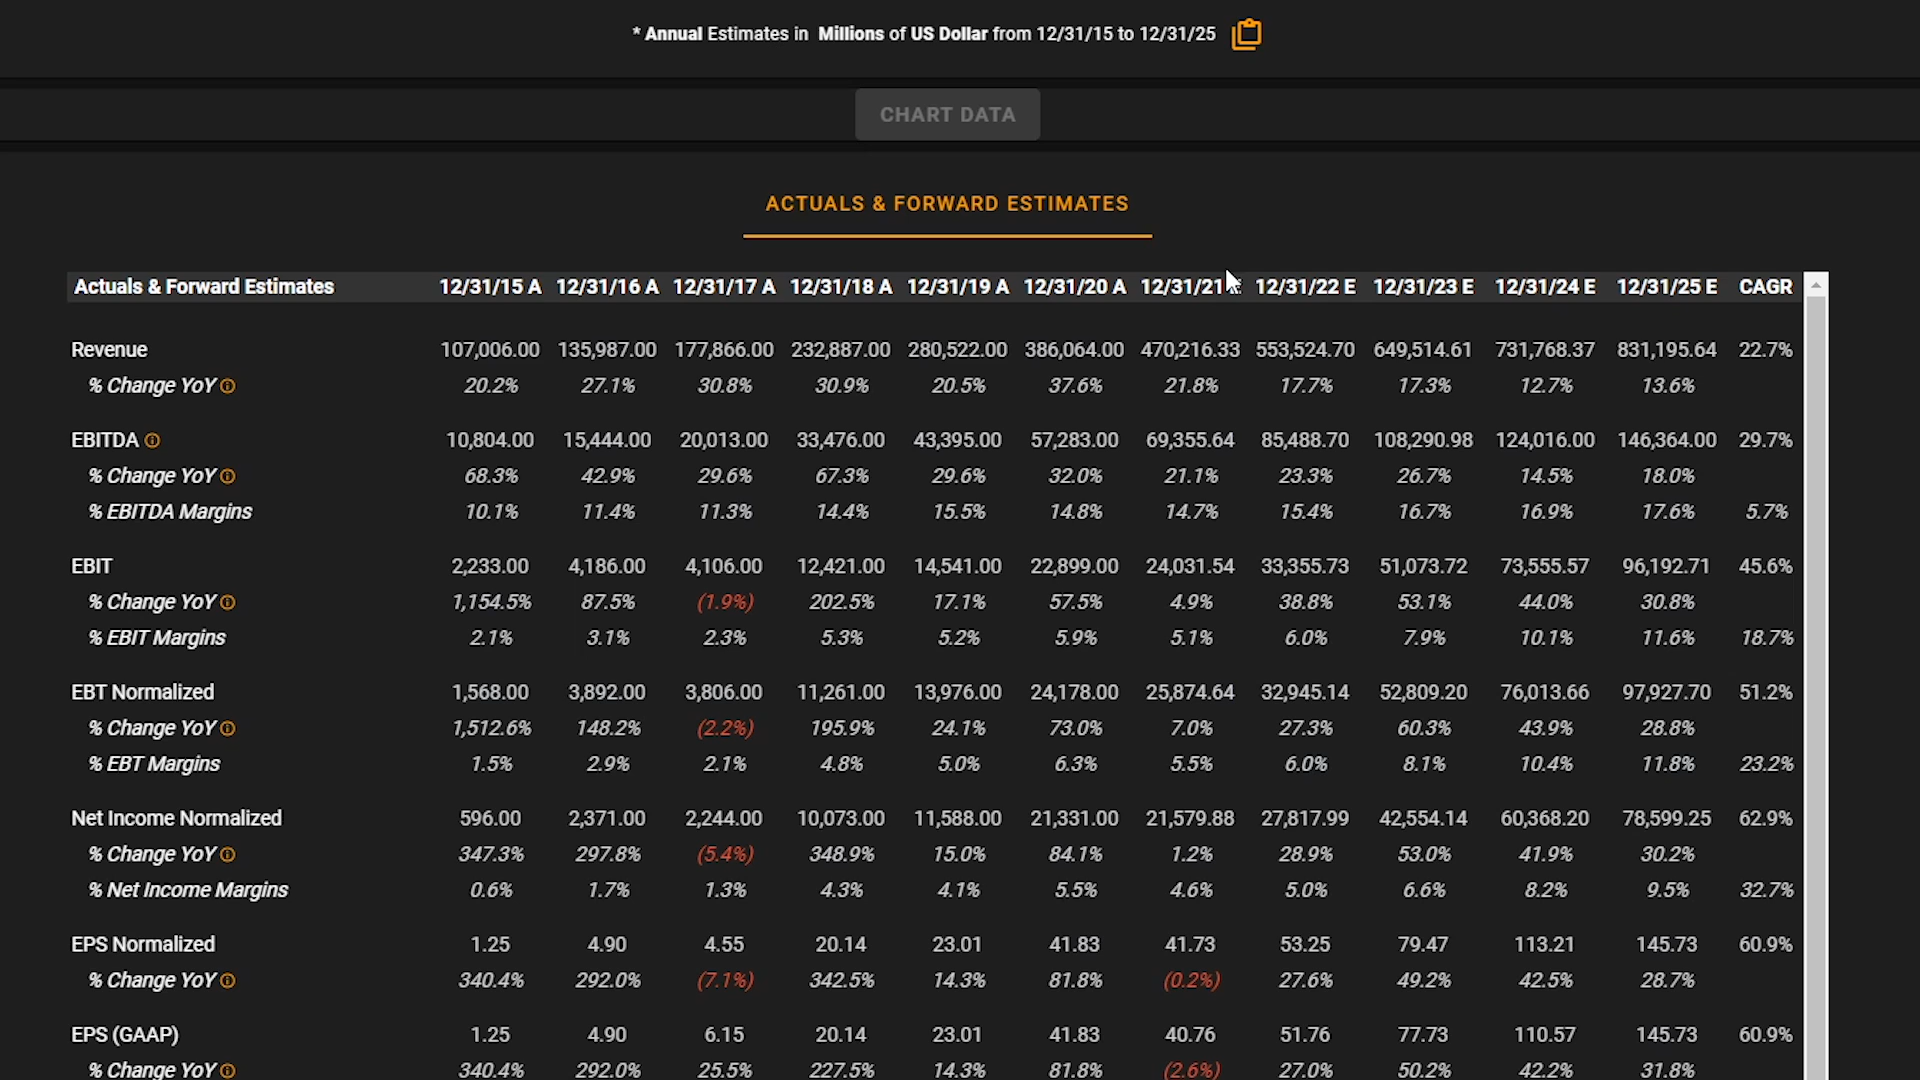 * Annual Estimates in Millions of US Dollar from 12/31/15 to 12/31/25
CHART DATA
ACTUALS & FORWARD ESTIMATES
Actuals & Forward Estimates 12/31/15 A 12/31/16 A 12/31/17 A 12/31/18 A 12/31/19 A 12/31/20 A 12/31/21 12/31/22 E 12/31/23 E 12/31/24 E 12/31/25 E CAGR
Revenue 107,006.00 135,987.00 177,866.00 232,887.00 280,522.00 386,064.00 470,216.33 553,524.70 649,514.61 731,768.37 831,195.64 22.7%
% Change YoY 20.2% 27.1% 30.8% 30.9% 20.5% 37.6% 21.8% 17.7% 17.3% 12.7% 13.6%
EBITDA 10,804.00 15,444.00 20,013.00 33,476.00 43,395.00 57,283.00 69,355.64 85,488.70 108,290.98 124,016.00 146,364.00 29.7%
% Change YoY 68.3% 42.9% 29.6% 67.3% 29.6% 32.0% 21.1% 23.3% 26.7% 14.5% 18.0%
% EBITDA Margins 10.1% 11.4% 11.3% 14.4% 15.5% 14.8% 14.7% 15.4% 16.7% 16.9% 17.6% 5.7%
EBIT 2,233.00 4,186.00 4,106.00 12,421.00 14,541.00 22,899.00 24,031.54 33,355.73 51,073.72 73,555.57 96,192.71 45.6%
% Change YoY 1,154.5% 87.5% (1.9%) 202.5% 17.1% 57.5% 4.9% 38.8% 53.1% 44.0% 30.8%
% EBIT Margins 2.1% 3.1% 2.3% 5.3% 5.2% 5.9% 5.1% 6.0% 7.9% 10.1% 11.6% 18.7%
EBT Normalized 1,568.00 3,892.00 3,806.00 11,261.00 13,976.00 24,178.00 25,874.64 32,945.14 52,809.20 76,013.66 97,927.70 51.2%
% Change YoY 1,512.6% 148.2% (2.2%) 195.9% 24.1% 73.0% 7.0% 27.3% 60.3% 43.9% 28.8%
% EBT Margins 1.5% 2.9% 2.1% 4.8% 5.0% 6.3% 5.5% 6.0% 8.1% 10.4% 11.8% 23.2%
Net Income Normalized 596.00 2,371.00 2,244.00 10,073.00 11,588.00 21,331.00 21,579.88 27,817.99 42,554.14 60,368.20 78,599.25 62.9%
% Change YoY 347.3% 297.8% (5.4%) 348.9% 15.0% 84.1% 1.2% 28.9% 53.0% 41.9% 30.2%
% Net Income Margins 0.6% 1.7% 1.3% 4.3% 4.1% 5.5% 4.6% 5.0% 6.6% 8.2% 9.5% 32.7%
EPS Normalized 1.25 4.90 4.55 20.14 23.01 41.83 41.73 53.25 79.47 113.21 145.73 60.9%
% Change YoY 340.4% 292.0% (7.1%) 342.5% 14.3% 81.8% (0.2%) 27.6% 49.2% 42.5% 28.7%
EPS (GAAP) 1.25 4.90 6.15 20.14 23.01 41.83 40.76 51.76 77.73 110.57 145.73 60.9%
% Change YoY 340.4% 292.0% 25.5% 227.5% 14.3% 81.8% (2.6%) 27.0% 50.2% 42.2% 31.8%